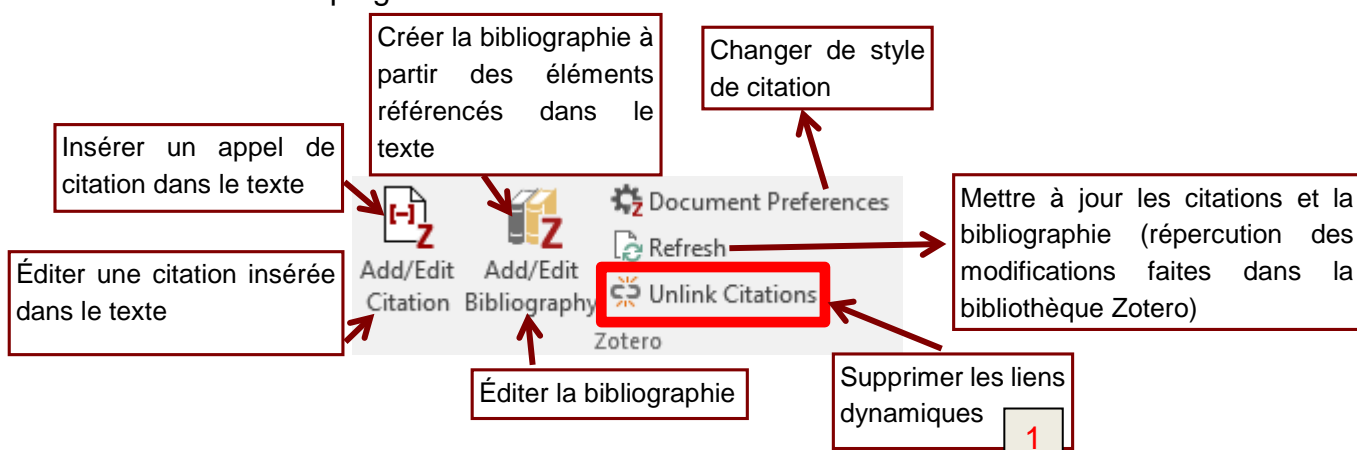 Créer la bibliographie à
partir des éléments
référencés dans le
texte
Changer de style
de citation
Insérer un appel de
citation dans le texte
Éditer une citation insérée
dans le texte
[-]
Z
Add/Edit
Citation
Z
Add/Edit
Bibliography
Z Document Preferences
Refresh
Unlink Citations
Zotero
Mettre à jour les citations et la
bibliographie (répercution des
modifications faites dans la
bibliothèque Zotero)
Éditer la bibliographie
Supprimer les liens
dynamiques
1